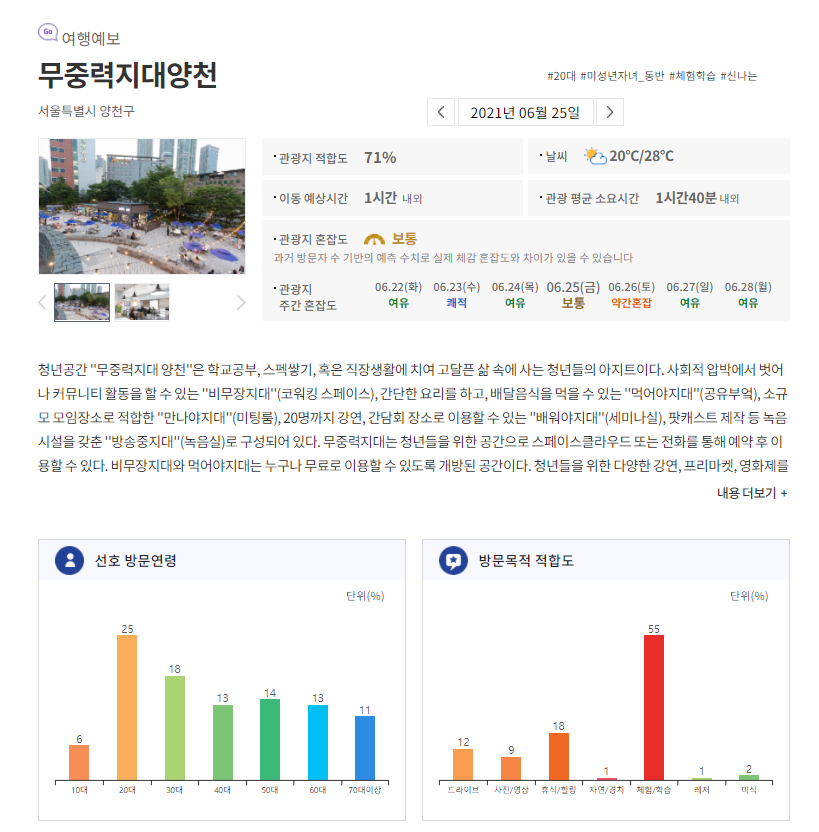 Go 여행예보
무중력지대양천
#20대 #미성년자녀_동반 #체험학습 #신나는
서울특별시 양천구
< 2021년 06월 25일 >
· 관광지 적합도 71%
· 날씨 20℃/28℃
· 이동 예상시간 1시간 내외
· 관광 평균 소요시간 1시간40분 내외
· 관광지 혼잡도 보통
과거 방문자 수 기반의 예측 수치로 실제 체감 혼잡도와 차이가 있을 수 있습니다
· 관광지 주간 혼잡도
06.22(화) 06.23(수) 06.24(목) 06.25(금) 06.26(토) 06.27(일) 06.28(월)
여유 쾌적 여유 보통 약간혼잡 여유 여유
청년공간 "무중력지대 양천"은 학교공부, 스펙쌓기, 혹은 직장생활에 치여 고달픈 삶 속에 사는 청년들의 아지트이다. 사회적 압박에서 벗어
나 커뮤니티 활동을 할 수 있는 "비무장지대"(코워킹 스페이스), 간단한 요리를 하고, 배달음식을 먹을 수 있는 "먹어야지대"(공유부엌), 소규
모 모임장소로 적합한 "만나야지대"(미팅룸), 20명까지 강연, 간담회 장소로 이용할 수 있는 "배워야지대"(세미나실), 팟캐스트 제작 등 녹음
시설을 갖춘 "방송중지대"(녹음실)로 구성되어 있다. 무중력지대는 청년들을 위한 공간으로 스페이스클라우드 또는 전화를 통해 예약 후 이
용할 수 있다. 비무장지대와 먹어야지대는 누구나 무료로 이용할 수 있도록 개방된 공간이다. 청년들을 위한 다양한 강연, 프리마켓, 영화제를
내용 더보기 +
선호 방문연령
단위(%)
6 25 18 13 14 13 11
10대 20대 30대 40대 50대 60대 70대이상
방문목적 적합도
단위(%)
12 9 18 1 55 1 2
드라이브 사진/영상 휴식/힐링 자연/경치 체험/학습 레저 미식